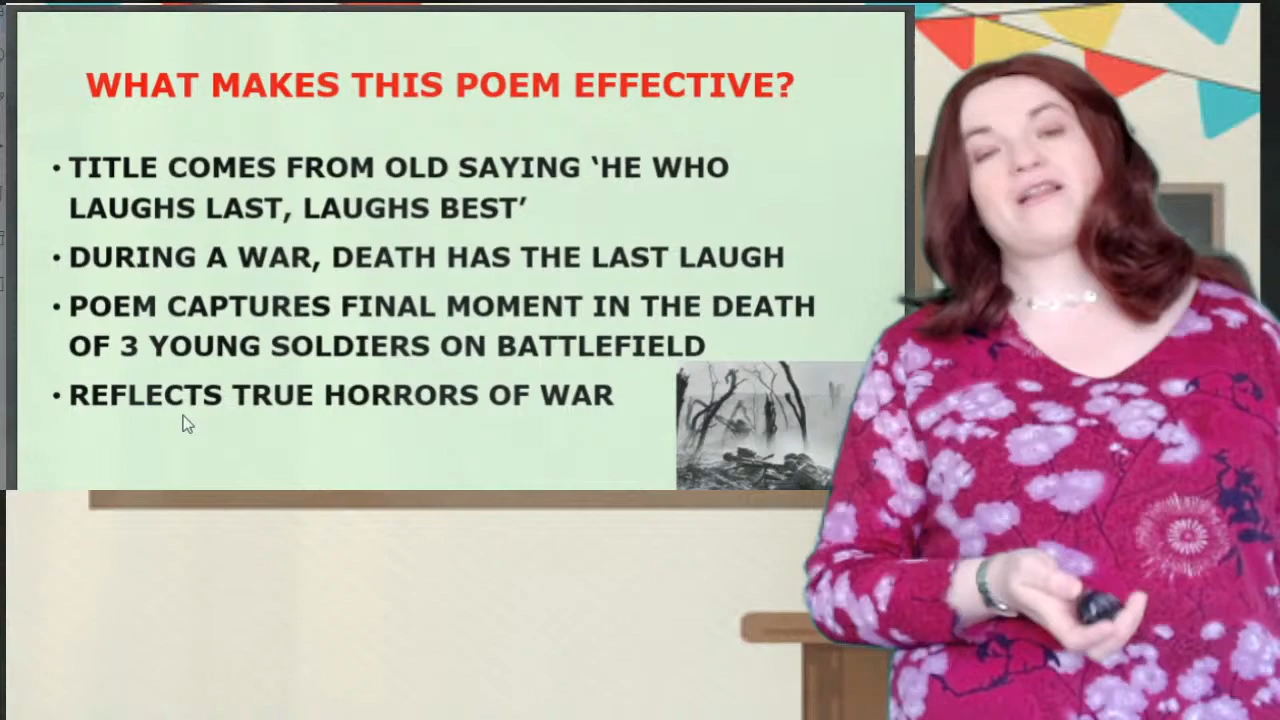 WHAT MAKES THIS POEM EFFECTIVE?
• TITLE COMES FROM OLD SAYING ‘HE WHO
LAUGHS LAST, LAUGHS BEST’
• DURING A WAR, DEATH HAS THE LAST LAUGH
• POEM CAPTURES FINAL MOMENT IN THE DEATH
OF 3 YOUNG SOLDIERS ON BATTLEFIELD
• REFLECTS TRUE HORRORS OF WAR